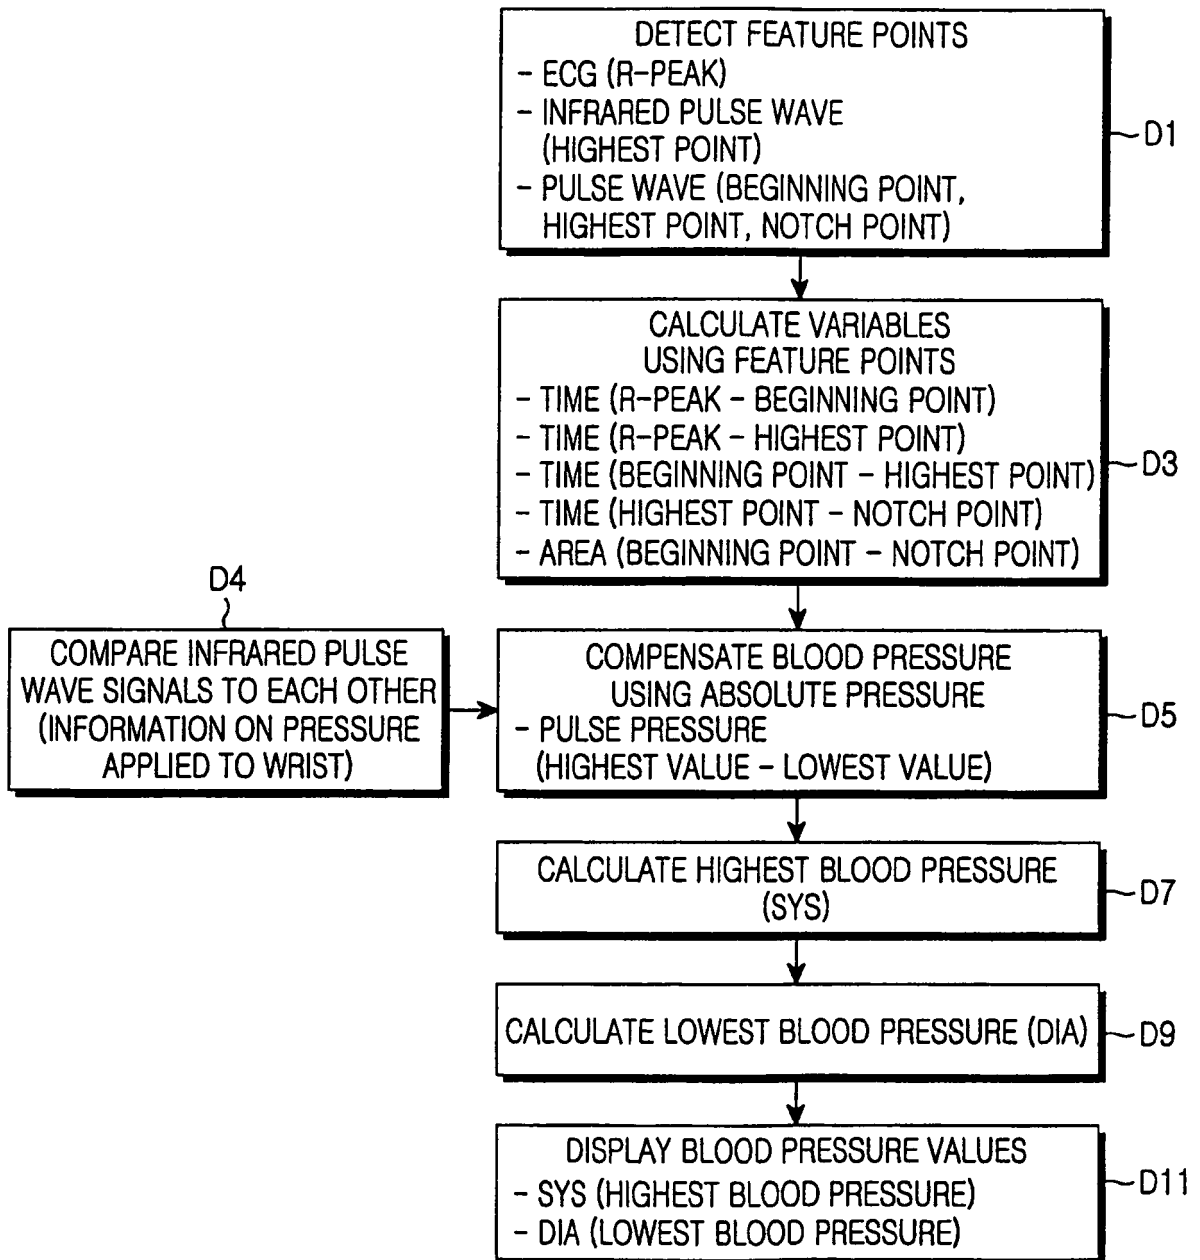 DETECT FEATURE POINTS
- ECG (R-PEAK)
- INFRARED PULSE WAVE
(HIGHEST POINT)
- PULSE WAVE (BEGINNING POINT,
HIGHEST POINT, NOTCH POINT)
D1
CALCULATE VARIABLES
USING FEATURE POINTS
- TIME (R-PEAK - BEGINNING POINT)
- TIME (R-PEAK - HIGHEST POINT)
- TIME (BEGINNING POINT - HIGHEST POINT)
- TIME (HIGHEST POINT - NOTCH POINT)
- AREA (BEGINNING POINT - NOTCH POINT)
D3
D4
COMPARE INFRARED PULSE
WAVE SIGNALS TO EACH OTHER
(INFORMATION ON PRESSURE
APPLIED TO WRIST)
COMPENSATE BLOOD PRESSURE
USING ABSOLUTE PRESSURE
- PULSE PRESSURE
(HIGHEST VALUE - LOWEST VALUE)
D5
CALCULATE HIGHEST BLOOD PRESSURE
(SYS)
D7
CALCULATE LOWEST BLOOD PRESSURE (DIA)
D9
DISPLAY BLOOD PRESSURE VALUES
- SYS (HIGHEST BLOOD PRESSURE)
- DIA (LOWEST BLOOD PRESSURE)
D11